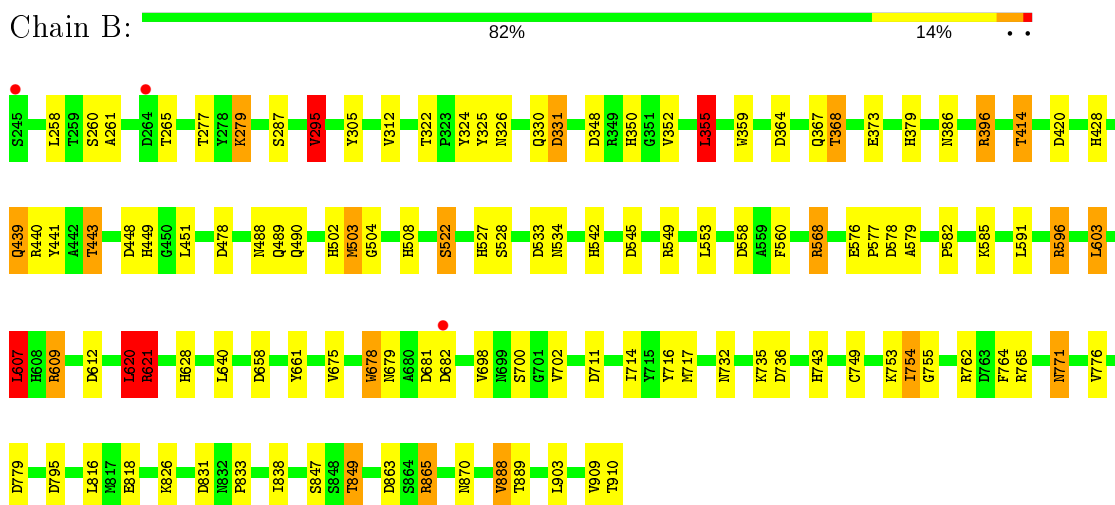 Chain B:
82% 14% • •
S245 L258 T259 S260 A261 D264 T265 T277 Y278 K279 S287 V295 Y305 V312 T322 P323 Y324 Y325 N326 Q330 D331 D348 R349 H350 G351 V352 L355 W359 D364 Q367 T368 E373 H379 N386 R396 T414 D420 H428
Q439 R440 Y441 A442 T443 D448 H449 G450 L451 D478 N488 Q489 Q490 H502 M503 G504 H508 S522 H527 S528 D533 N534 H542 D545 R549 L553 D558 A559 F560 R568 E576 P577 D578 A579 P582 K585 L591 R596 L603
L607 H608 R609 D612 L620 R621 H628 L640 D658 Y661 V675 W678 N679 A680 D681 D682 V698 N699 S700 G701 V702 D711 I714 Y715 Y716 M717 N732 K735 D736 H743 C749 K753 I754 G755 R762 D763 F764 R765 N771 V776
D779 D795 L816 M817 E818 K826 D831 N832 P833 I838 S847 S848 T849 D863 S864 R865 N870 V888 T889 L903 V909 T910